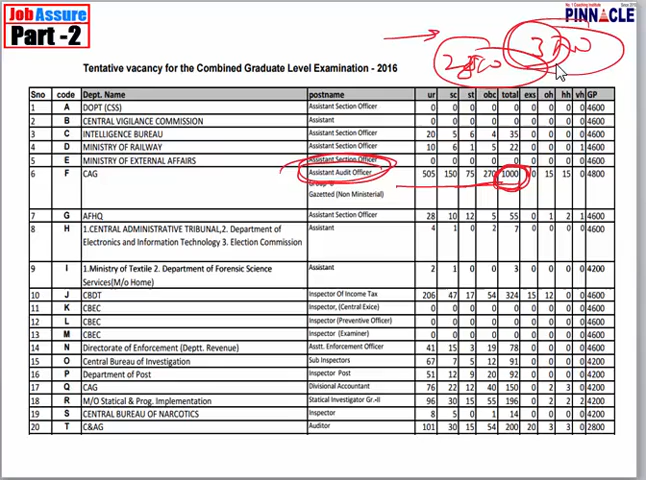 JobAssure
Part -2
No. 1 Coaching Institute
PINNACLE
Tentative vacancy for the Combined Graduate Level Examination - 2016
Sno code Dept. Name postname ur sc st obc total exs oh hh vh GP
1 A DOPT (CSS) Assistant Section Officer 0 0 0 0 0 0 0 0 0 4600
2 B CENTRAL VIGILANCE COMMISSION Assistant 0 0 0 0 0 0 0 0 0 4600
3 C INTELLIGENCE BUREAU Assistant Section Officer 20 5 6 4 35 0 0 0 0 4600
4 D MINISTRY OF RAILWAY Assistant Section Officer 10 6 1 5 22 0 0 0 1 4600
5 E MINISTRY OF EXTERNAL AFFAIRS Assistant Section Officer 0 0 0 0 0 0 0 0 0 4600
6 F CAG Assistant Audit Officer 505 150 75 270 1000 0 15 15 0 4800
Gazetted (Non Ministerial)
7 G AFHQ Assistant Section Officer 28 10 12 5 55 0 1 2 1 4600
8 H 1.CENTRAL ADMINISTRATIVE TRIBUNAL,2. Department of Assistant 4 1 0 2 7 0 0 0 0 4600
Electronics and Information Technology 3. Election Commission
9 I 1.Ministry of Textile 2. Department of Forensic Science Assistant 2 1 0 0 3 0 0 0 0 4200
Services(M/o Home)
10 J CBDT Inspector Of Income Tax 206 47 17 54 324 15 12 0 0 4600
11 K CBEC Inspector, (Central Exice) 0 0 0 0 0 0 0 0 0 4600
12 L CBEC Inspector (Preventive Officer) 0 0 0 0 0 0 0 0 0 4600
13 M CBEC Inspector (Examiner) 0 0 0 0 0 0 0 0 0 4600
14 N Directorate of Enforcement (Deptt. Revenue) Asstt. Enforcement Officer 41 15 3 19 78 0 0 0 0 4600
15 O Central Bureau of Investigation Sub Inspectors 67 7 5 12 91 0 0 0 0 4200
16 P Department of Post Inspector Post 51 12 9 20 92 0 0 0 0 4200
17 Q CAG Divisional Accountant 76 22 12 40 150 0 2 3 0 4200
18 R M/O Statical & Prog. Implementation Statical Investigator Gr.-II 96 30 15 55 196 0 2 2 2 4200
19 S CENTRAL BUREAU OF NARCOTICS Inspector 8 5 0 1 14 0 0 0 0 4200
20 T C&AG Auditor 101 30 15 54 200 20 3 3 0 2800